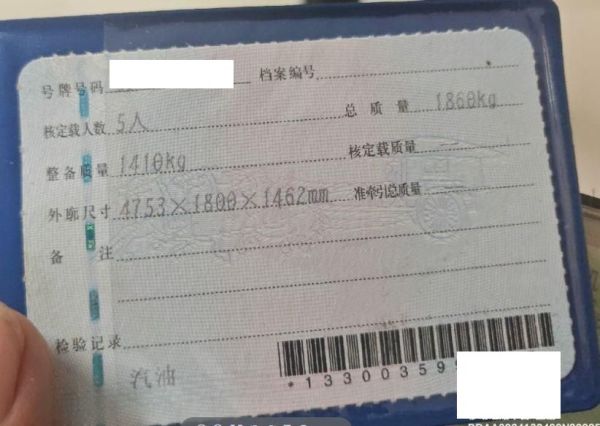 号牌号码 档案编号
核定载人数 5人 总质量 1860kg
整备质量 1410kg 核定载质量
外廓尺寸 4753×1800×1462mm 准牵引总质量
备注
检验记录
汽油
*13300359